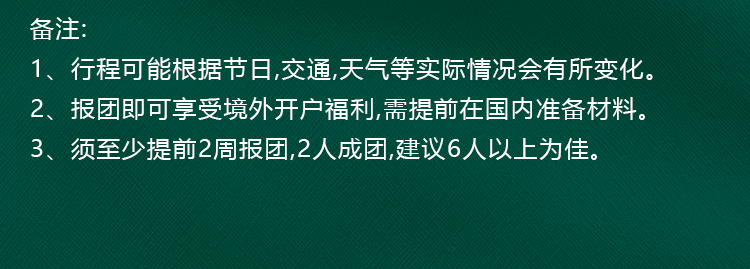 备注:
1、行程可能根据节日,交通,天气等实际情况会有所变化。
2、报团即可享受境外开户福利,需提前在国内准备材料。
3、须至少提前2周报团,2人成团,建议6人以上为佳。